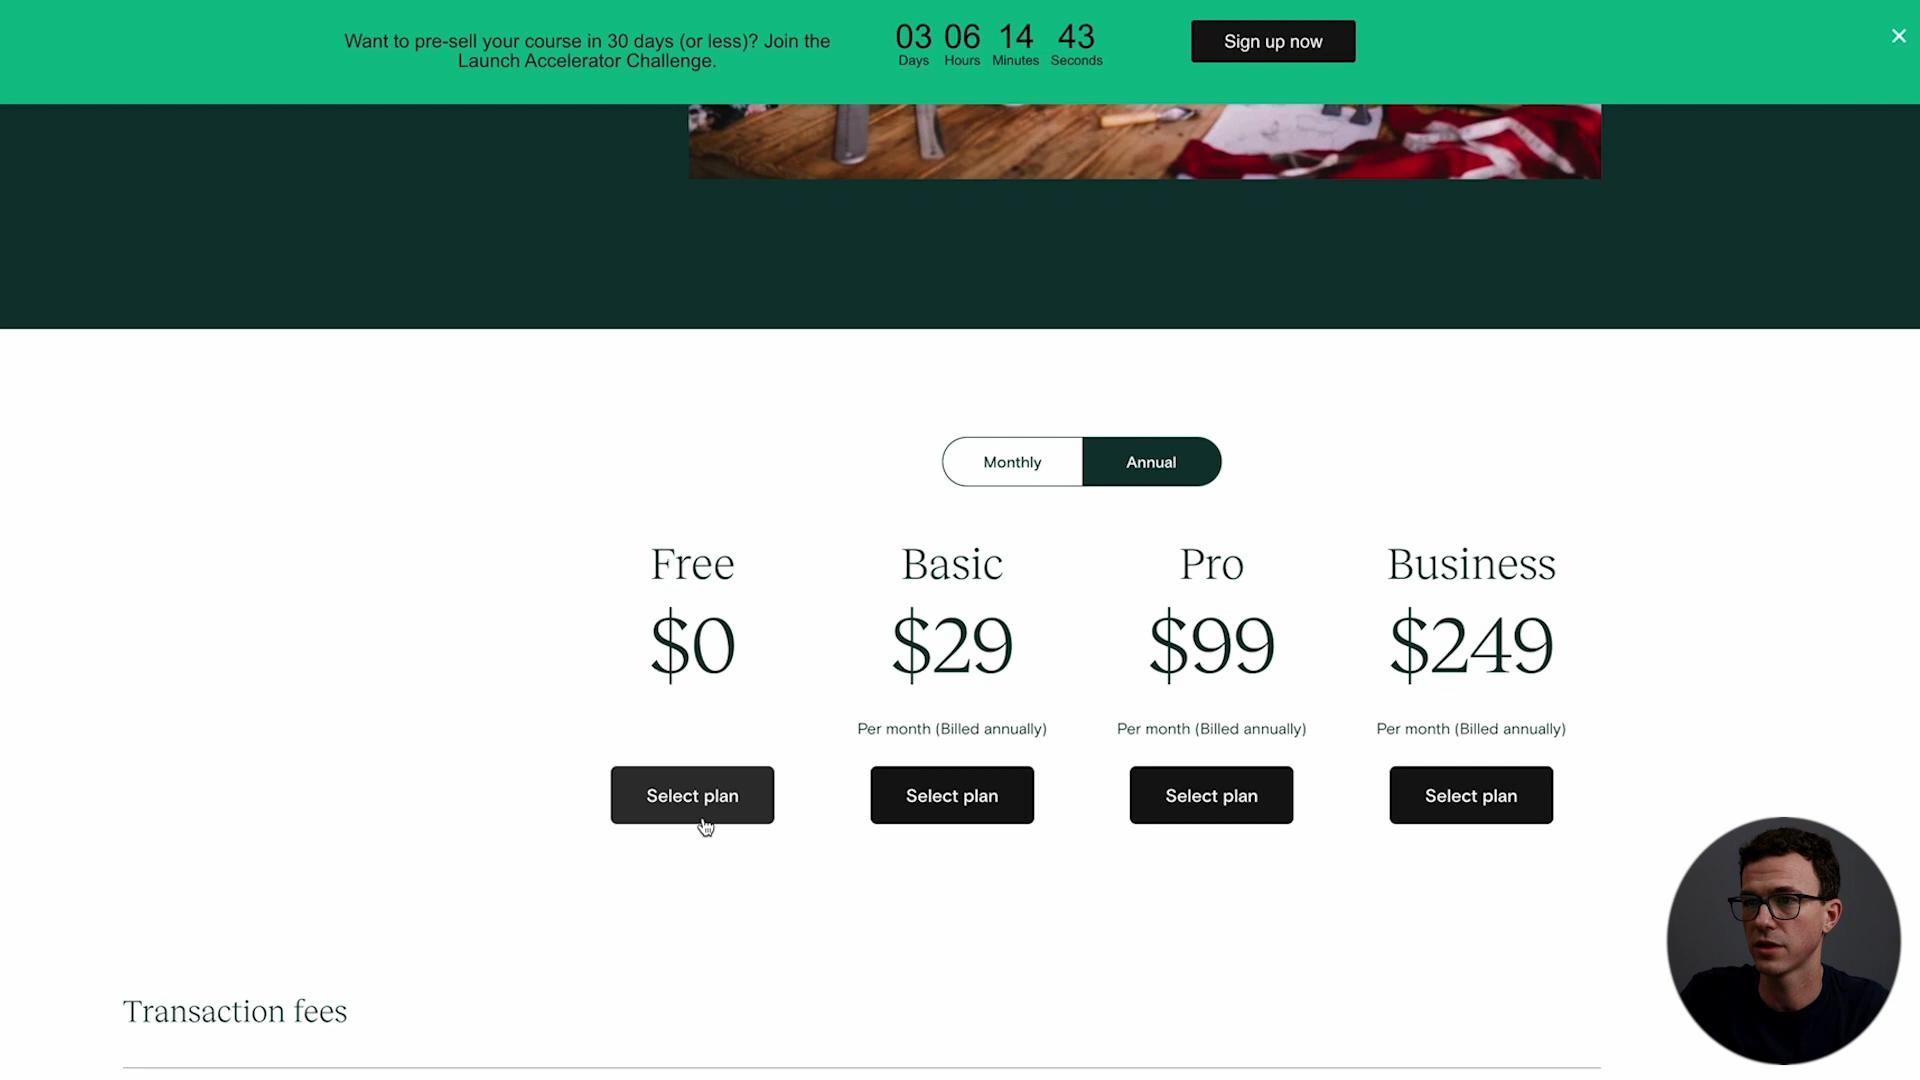 Want to pre-sell your course in 30 days (or less)? Join the
Launch Accelerator Challenge.
03 06 14 43
Days Hours Minutes Seconds
Sign up now
Monthly Annual
Free Basic Pro Business
$0 $29 $99 $249
Per month (Billed annually) Per month (Billed annually) Per month (Billed annually)
Select plan Select plan Select plan Select plan
Transaction fees